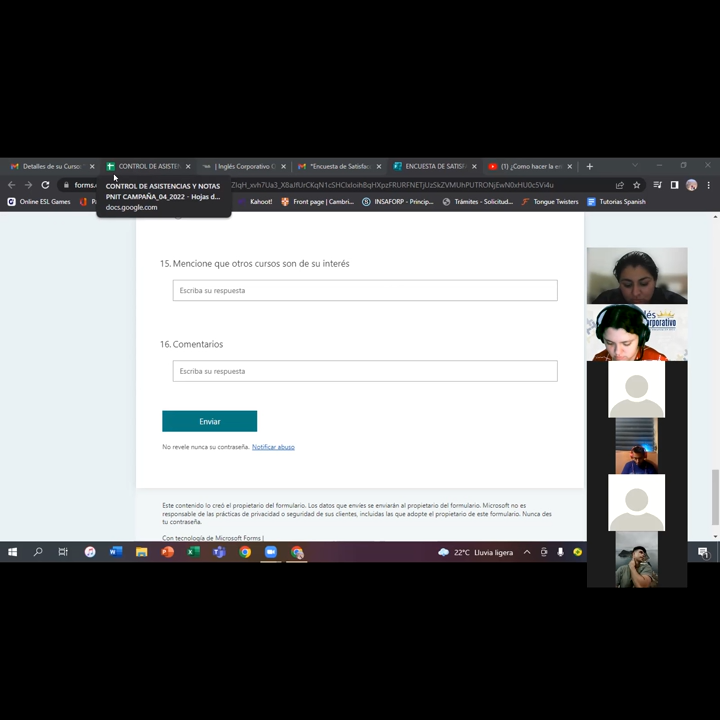 Detalles de su Curso:
CONTROL DE ASISTEN
| Inglés Corporativo C
*Encuesta de Satisfac
ENCUESTA DE SATISF
(1) ¿Como hacer la es
forms.
CONTROL DE ASISTENCIAS Y NOTAS
PNIT CAMPAÑA_04_2022 - Hojas d...
docs.google.com
Online ESL Games
Kahoot!
Front page | Cambri...
INSAFORP - Princip...
Trámites - Solicitud...
Tongue Twisters
Tutorias Spanish
15. Mencione que otros cursos son de su interés
Escriba su respuesta
16. Comentarios
Escriba su respuesta
Enviar
No revele nunca su contraseña. Notificar abuso
Este contenido lo creó el propietario del formulario. Los datos que envíes se enviarán al propietario del formulario. Microsoft no es
responsable de las prácticas de privacidad o seguridad de sus clientes, incluidas las que adopte el propietario de este formulario. Nunca des
tu contraseña.
Con tecnología de Microsoft Forms |
22°C Lluvia ligera